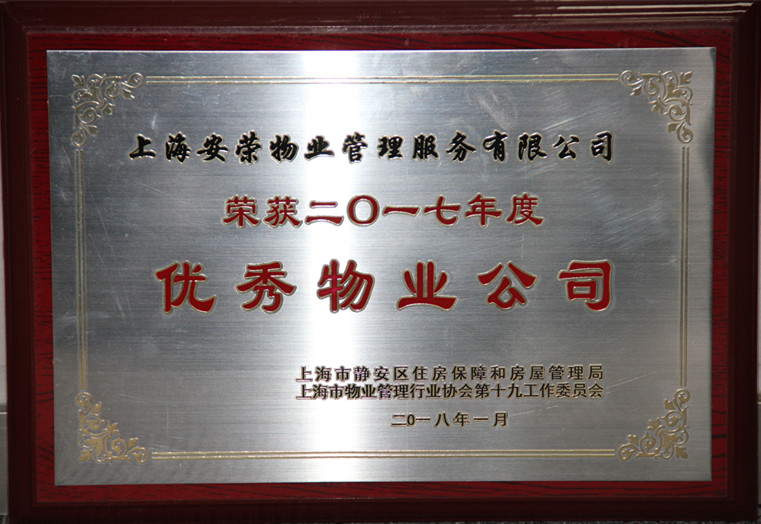 上海安荣物业管理服务有限公司
荣获二〇一七年度
优秀物业公司
上海市静安区住房保障和房屋管理局
上海市物业管理行业协会第十九工作委员会
二〇一八年一月